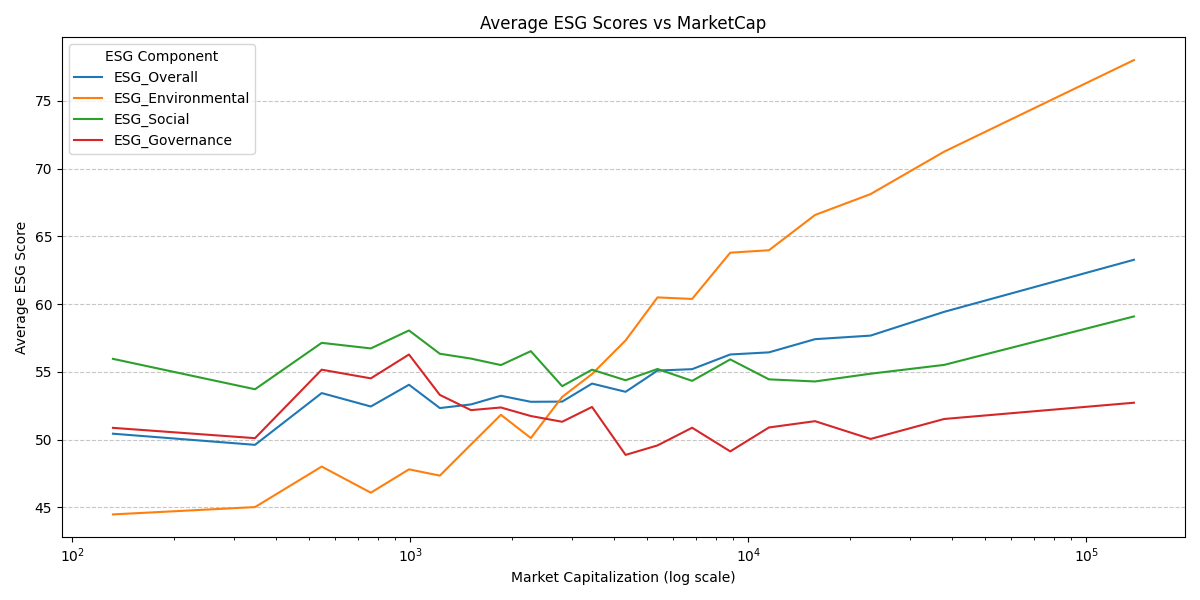 Average ESG Scores vs MarketCap
ESG Component
ESG_Overall
ESG_Environmental
ESG_Social
ESG_Governance
Average ESG Score
75
70
65
60
55
50
45
10²
10³
10⁴
10⁵
Market Capitalization (log scale)